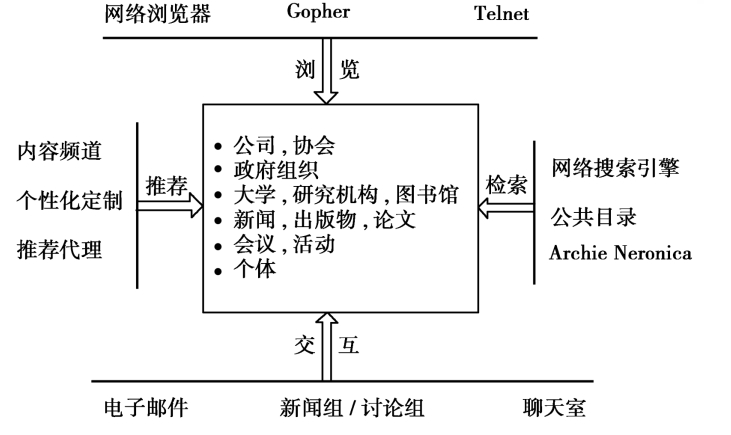 网络浏览器 Gopher Telnet
浏 览
内容频道
个性化定制
推荐代理
推荐
• 公司,协会
• 政府组织
• 大学,研究机构,图书馆
• 新闻,出版物,论文
• 会议,活动
• 个体
检索
网络搜索引擎
公共目录
Archie Neronica
交 互
电子邮件 新闻组/讨论组 聊天室